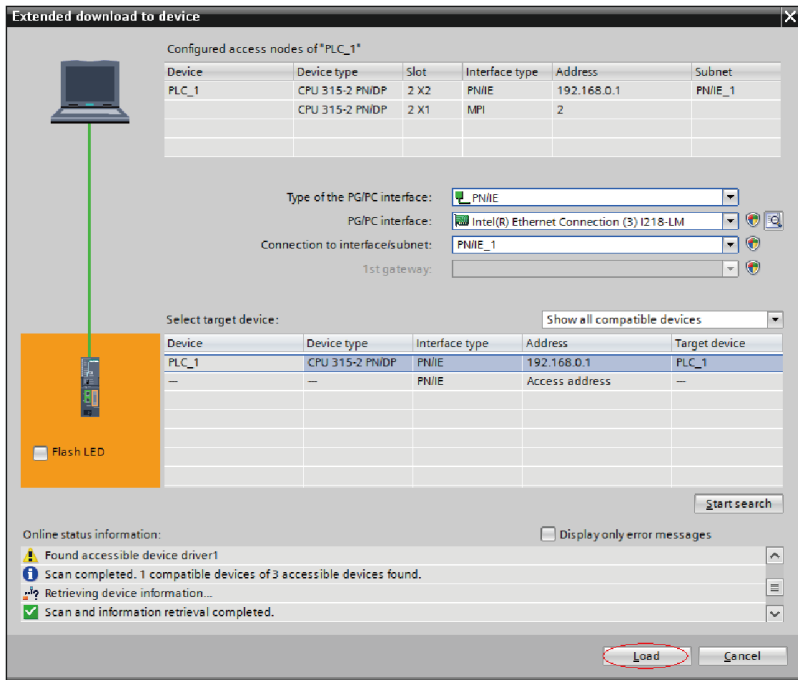 Extended download to device
Configured access nodes of "PLC_1"
Device Device type Slot Interface type Address Subnet
PLC_1 CPU 315-2 PN/DP 2 X2 PN/IE 192.168.0.1 PN/IE_1
CPU 315-2 PN/DP 2 X1 MPI 2
Type of the PG/PC interface: PN/IE
PG/PC interface: Intel(R) Ethernet Connection (3) I218-LM
Connection to interface/subnet: PN/IE_1
1st gateway:
Select target device: Show all compatible devices
Device Device type Interface type Address Target device
PLC_1 CPU 315-2 PN/DP PN/IE 192.168.0.1 PLC_1
— — PN/IE Access address —
Flash LED
Start search
Online status information: Display only error messages
Found accessible device driver1
Scan completed. 1 compatible devices of 3 accessible devices found.
Retrieving device information...
Scan and information retrieval completed.
Load Cancel